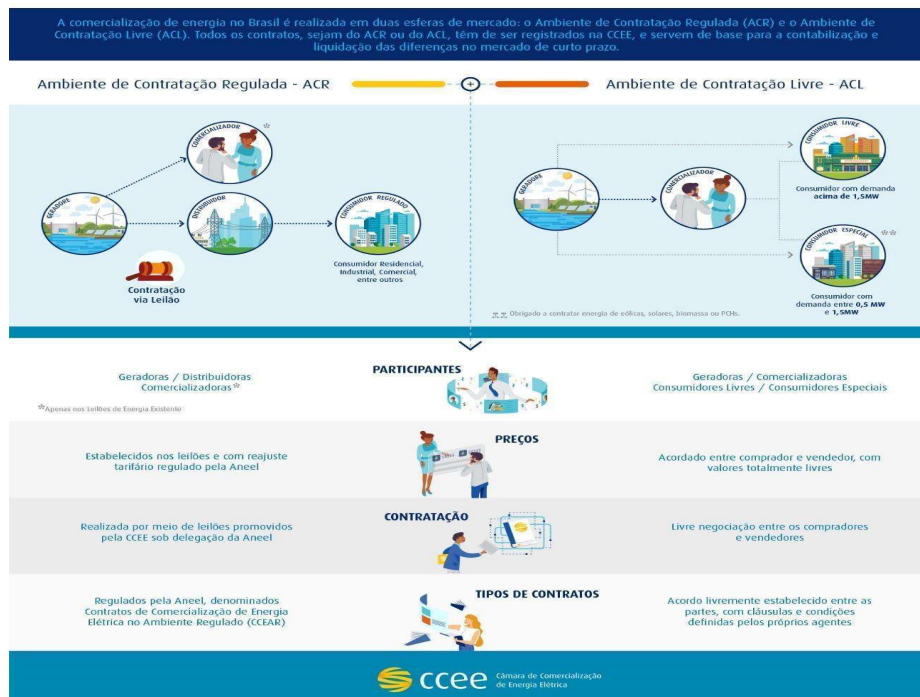 A comercialização de energia no Brasil é realizada em duas esferas de mercado: o Ambiente de Contratação Regulada (ACR) e o Ambiente de
Contratação Livre (ACL). Todos os contratos, sejam do ACR ou do ACL, têm de ser registrados na CCEE, e servem de base para a contabilização e
liquidação das diferenças no mercado de curto prazo.
Ambiente de Contratação Regulada - ACR
+
Ambiente de Contratação Livre - ACL
GERADORE
COMERCIALIZADOR
*
DISTRIBUIDOR
CONSUMIDOR REGULADO
Consumidor Residencial,
Industrial, Comercial,
entre outros
Contratação
via Leilão
GERADORE
COMERCIALIZADOR
CONSUMIDOR LIVRE
Consumidor com demanda
acima de 1,5MW
CONSUMIDOR ESPECIAL
**
Consumidor com
demanda entre 0,5 MW
e 1,5MW
** Obrigado a contratar energia de eólicas, solares, biomassa ou PCHs.
PARTICIPANTES
Geradoras / Distribuidoras
Comercializadoras*
*Apenas nos Leilões de Energia Existente
Geradoras / Comercializadoras
Consumidores Livres / Consumidores Especiais
PREÇOS
Estabelecidos nos leilões e com reajuste
tarifário regulado pela Aneel
Acordado entre comprador e vendedor, com
valores totalmente livres
CONTRATAÇÃO
Realizada por meio de leilões promovidos
pela CCEE sob delegação da Aneel
Livre negociação entre os compradores
e vendedores
TIPOS DE CONTRATOS
Regulados pela Aneel, denominados
Contratos de Comercialização de Energia
Elétrica no Ambiente Regulado (CCEAR)
Acordo livremente estabelecido entre as
partes, com cláusulas e condições
definidas pelos próprios agentes
ccee
Câmara de Comercialização
de Energia Elétrica